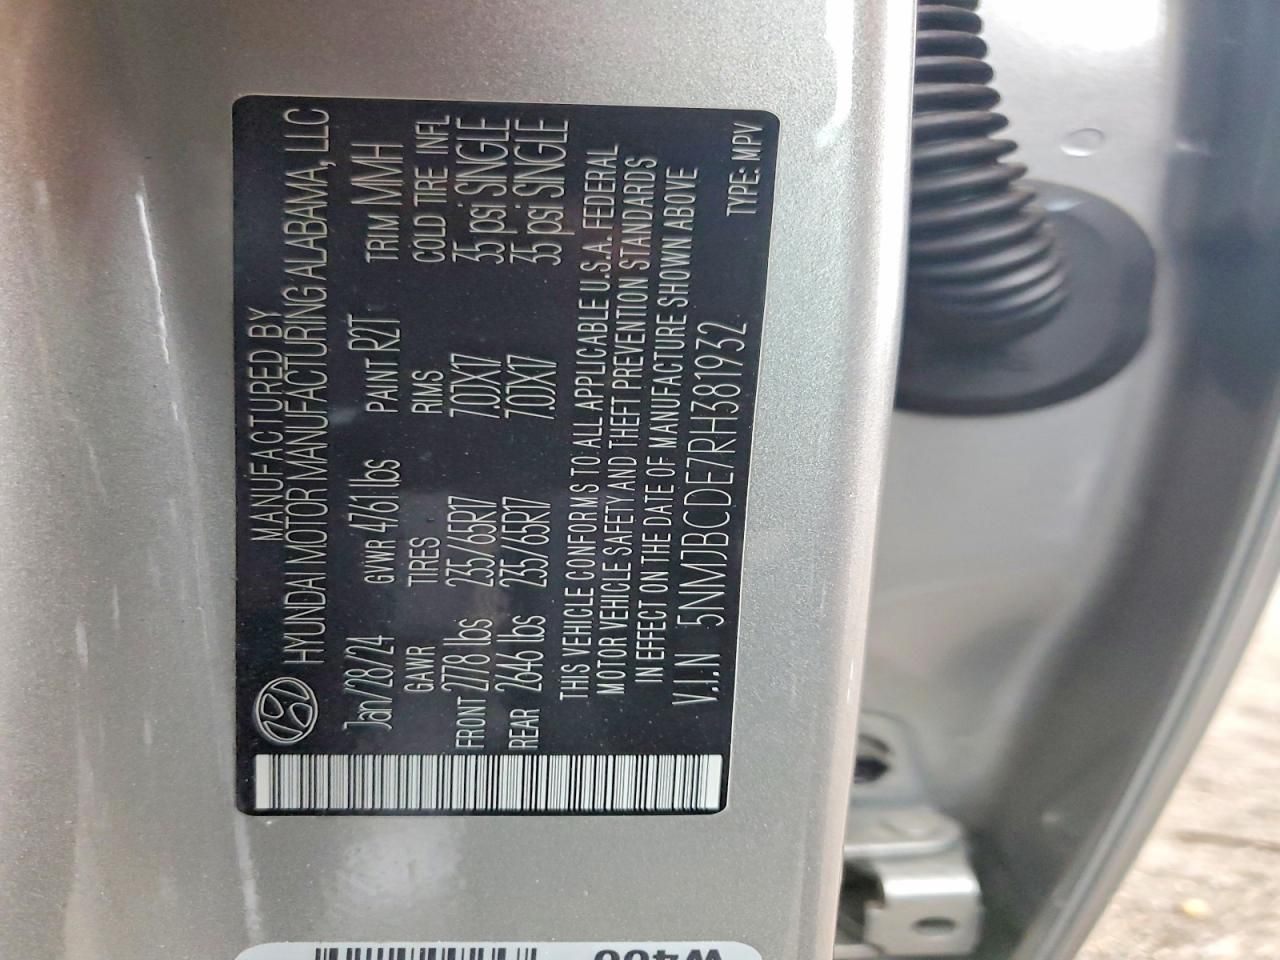 MANUFACTURED BY
HYUNDAI MOTOR MANUFACTURING ALABAMA, LLC
Jan/28/24 GVWR 4761 lbs PAINT R2T TRIM MMH
GAWR TIRES RIMS COLD TIRE INFL
FRONT 2778 lbs 235/65R17 7.0JX17 35 psi SINGLE
REAR 2646 lbs 235/65R17 7.0JX17 35 psi SINGLE
THIS VEHICLE CONFORMS TO ALL APPLICABLE U.S.A. FEDERAL
MOTOR VEHICLE SAFETY AND THEFT PREVENTION STANDARDS
IN EFFECT ON THE DATE OF MANUFACTURE SHOWN ABOVE
V.I.N 5NMJBCDE7RH381932
TYPE: MPV